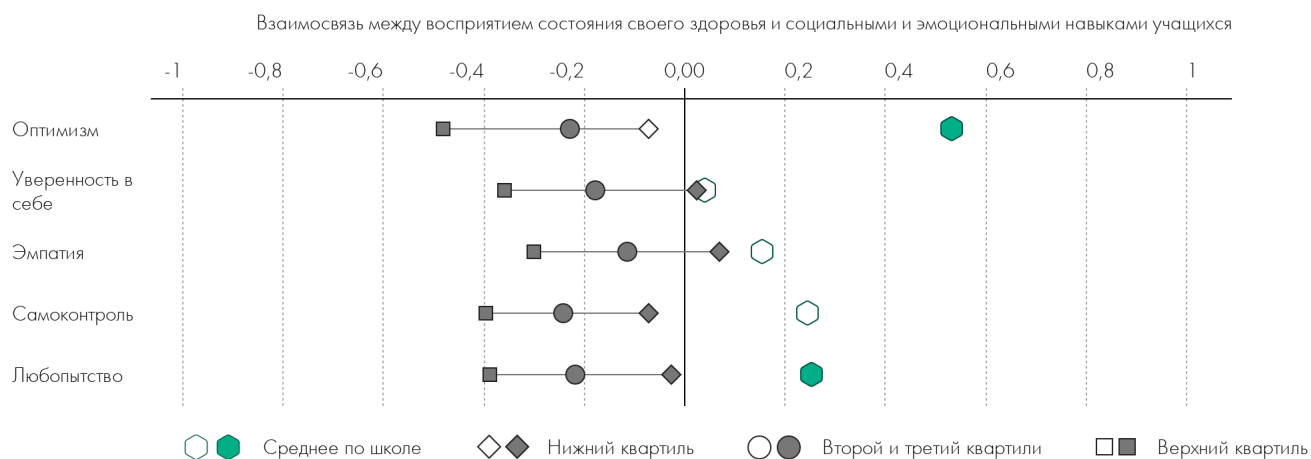 Взаимосвязь между восприятием состояния своего здоровья и социальными и эмоциональными навыками учащихся
-1 -0,8 -0,6 -0,4 -0,2 0,00 0,2 0,4 0,6 0,8 1
Оптимизм
Уверенность в
себе
Эмпатия
Самоконтроль
Любопытство
Среднее по школе Нижний квартиль Второй и третий квартили Верхний квартиль